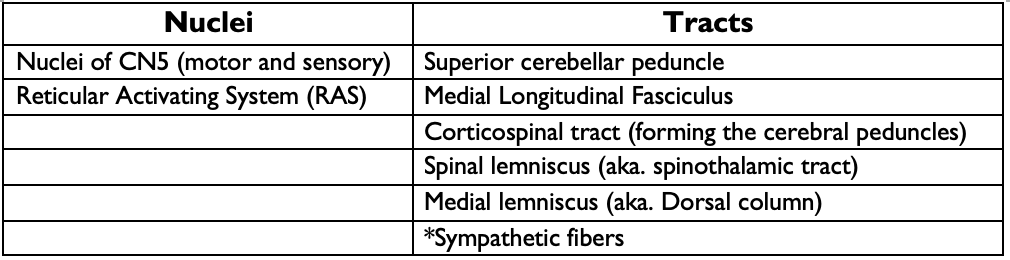 Nuclei Tracts
Nuclei of CN5 (motor and sensory) Superior cerebellar peduncle
Reticular Activating System (RAS) Medial Longitudinal Fasciculus
Corticospinal tract (forming the cerebral peduncles)
Spinal lemniscus (aka. spinothalamic tract)
Medial lemniscus (aka. Dorsal column)
*Sympathetic fibers